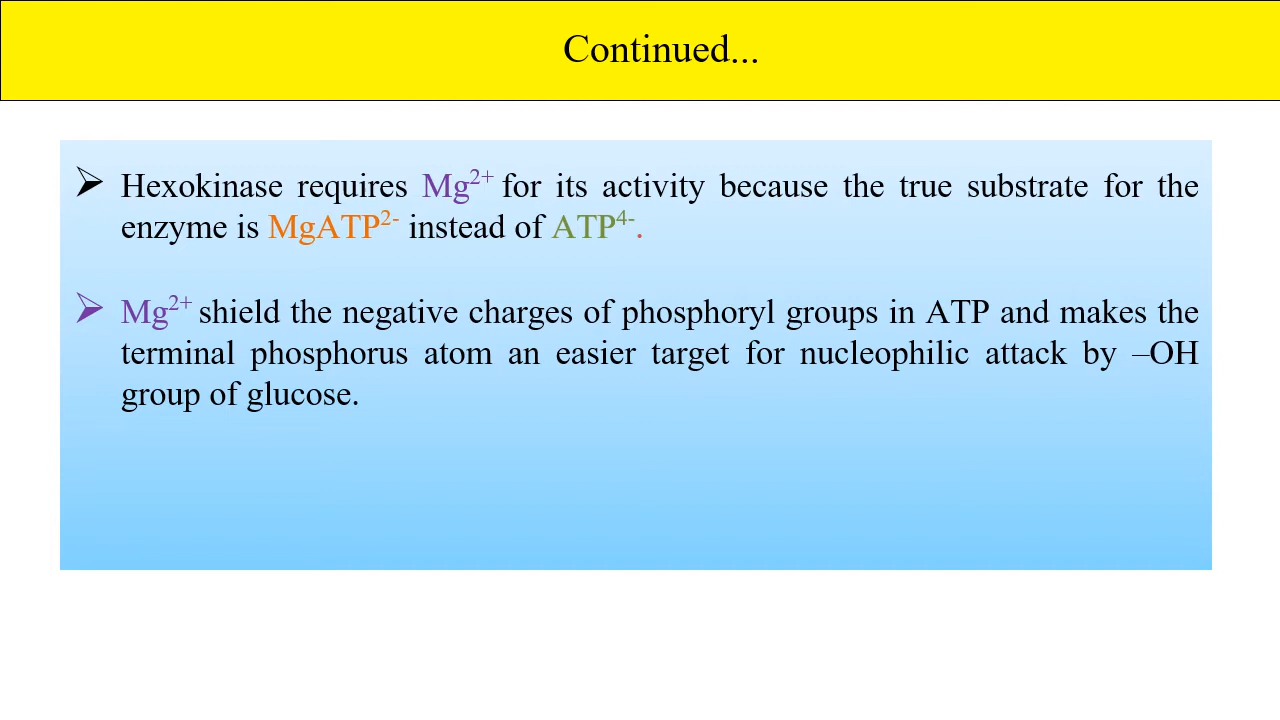 Continued...
➢ Hexokinase requires Mg²⁺ for its activity because the true substrate for the
enzyme is MgATP²⁻ instead of ATP⁴⁻.
➢ Mg²⁺ shield the negative charges of phosphoryl groups in ATP and makes the
terminal phosphorus atom an easier target for nucleophilic attack by –OH
group of glucose.